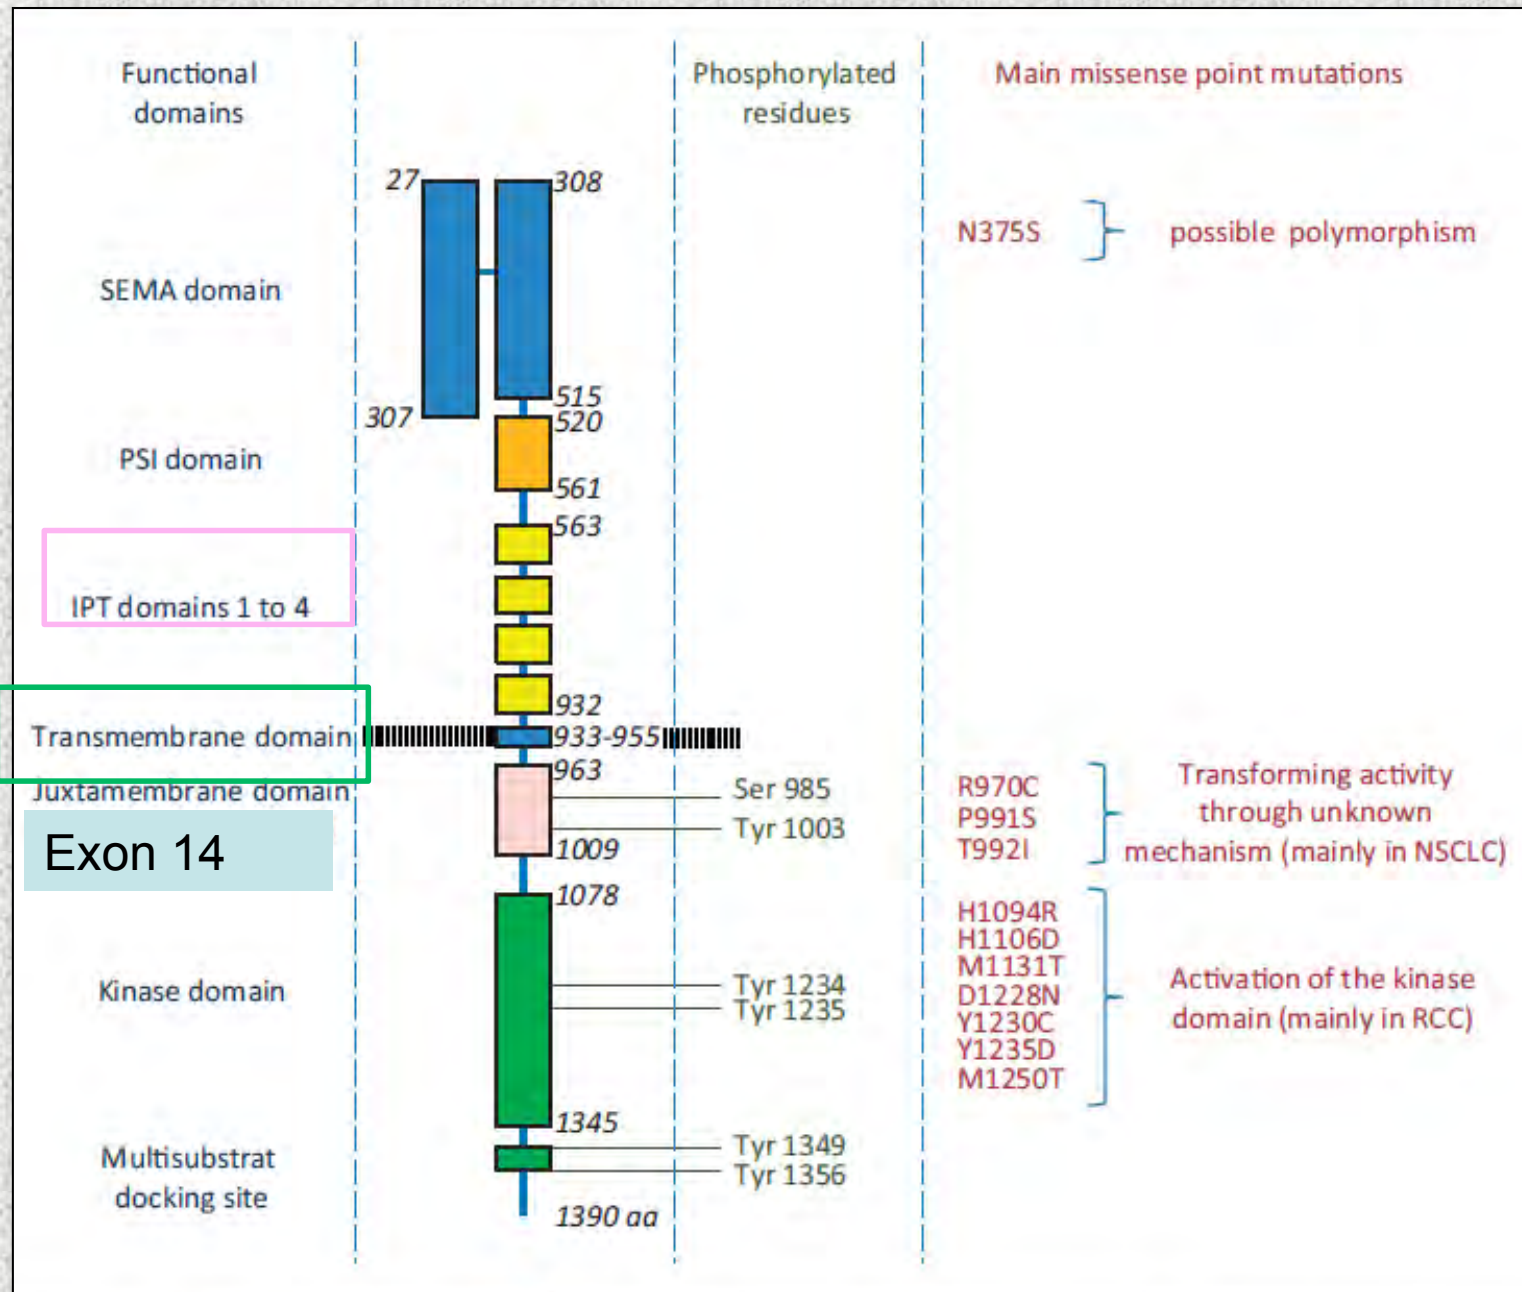 Functional
domains
Phosphorylated
residues
Main missense point mutations
27
308
N375S
possible polymorphism
SEMA domain
515
307
520
PSI domain
561
563
IPT domains 1 to 4
932
Transmembrane domain
933-955
963
Juxtamembrane domain
Ser 985
Tyr 1003
R970C
P991S
T992I
Transforming activity
through unknown
mechanism (mainly in NSCLC)
Exon 14
1009
1078
H1094R
H1106D
M1131T
D1228N
Y1230C
Y1235D
M1250T
Activation of the kinase
domain (mainly in RCC)
Kinase domain
Tyr 1234
Tyr 1235
1345
Multisubstrat
docking site
Tyr 1349
Tyr 1356
1390 aa